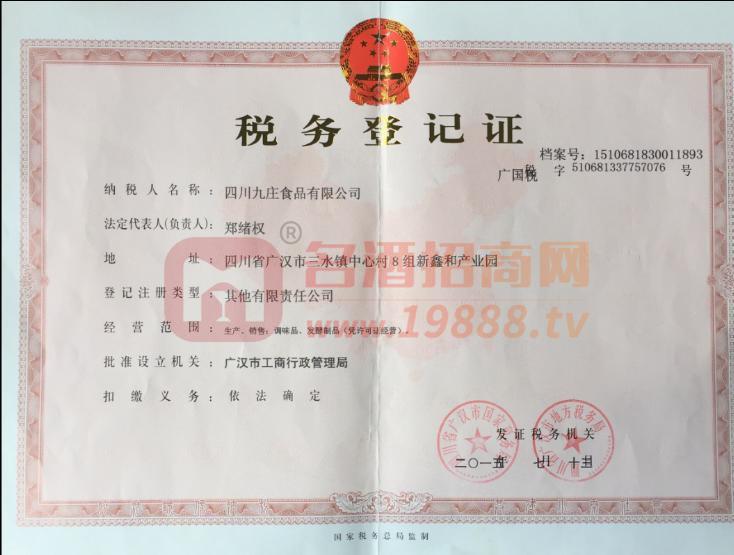 税务登记证
档案号：1510681830011893
广国税 字 510681337757076 号
纳税人名称： 四川九庄食品有限公司
法定代表人(负责人)： 郑绪权
地址： 四川省广汉市三水镇中心村8组新鑫和产业园
登记注册类型： 其他有限责任公司
经营范围： 生产、销售：调味品、发酵制品（凭许可证经营）。
批准设立机关： 广汉市工商行政管理局
扣缴义务： 依法确定
®
名酒招商网
www.19888.tv
发证税务机关
二〇一五年 七月 十三
国家税务总局监制